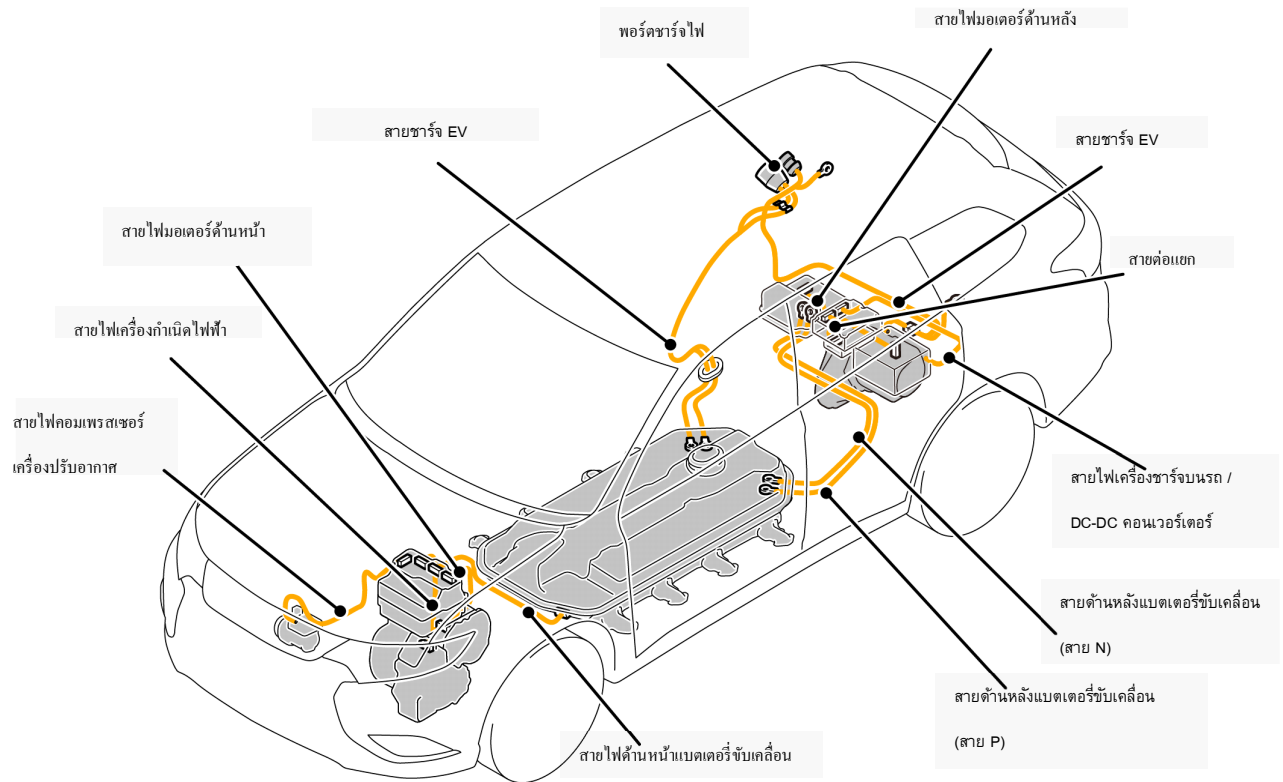 สายไฟมอเตอร์ด้านหลัง
พอร์ตชาร์จไฟ
สายชาร์จ EV
สายชาร์จ EV
สายไฟมอเตอร์ด้านหน้า
สายต่อแยก
สายไฟเครื่องกำเนิดไฟฟ้า
สายไฟคอมเพรสเซอร์
เครื่องปรับอากาศ
สายไฟเครื่องชาร์จบนรถ /
DC-DC คอนเวอร์เตอร์
สายด้านหลังแบตเตอรี่ขับเคลื่อน
(สาย N)
สายด้านหลังแบตเตอรี่ขับเคลื่อน
(สาย P)
สายไฟด้านหน้าแบตเตอรี่ขับเคลื่อน